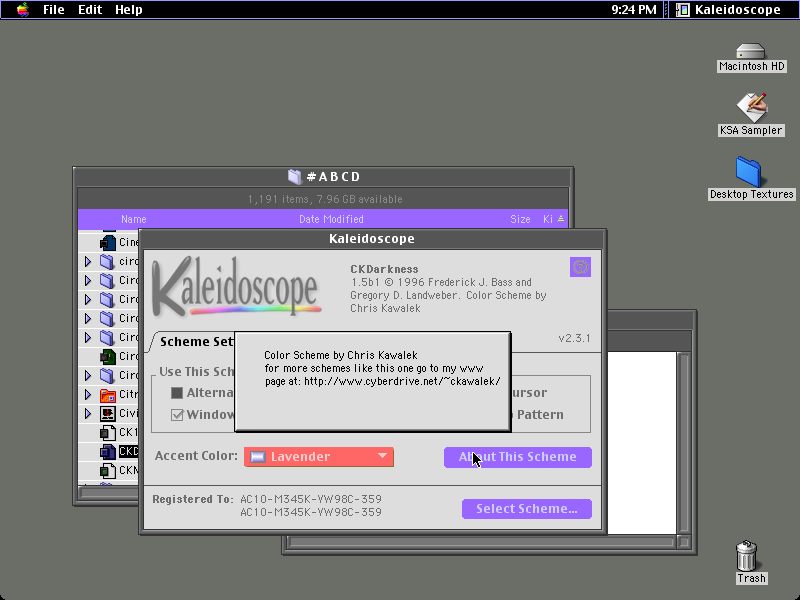 File Edit Help
9:24 PM
Kaleidoscope
Macintosh HD
KSA Sampler
Desktop Textures
#ABCD
1,191 items, 7.96 GB available
Name Date Modified Size Ki
Cine
circ
Circ
Circ
Circ
Circ
Circ
Circ
Citr
Civi
CK1
CKD
CKN
Kaleidoscope
Kaleidoscope
CKDarkness
1.5b1 © 1996 Frederick J. Bass and
Gregory D. Landweber. Color Scheme by
Chris Kawalek
v2.3.1
Scheme Set
Color Scheme by Chris Kawalek
for more schemes like this one go to my www
page at: http://www.cyberdrive.net/~ckawalek/
Use This Sch
Alterna
ursor
Window
Pattern
Accent Color: Lavender
About This Scheme
Registered To: AC10-M345K-YW98C-359
AC10-M345K-YW98C-359
Select Scheme...
Trash